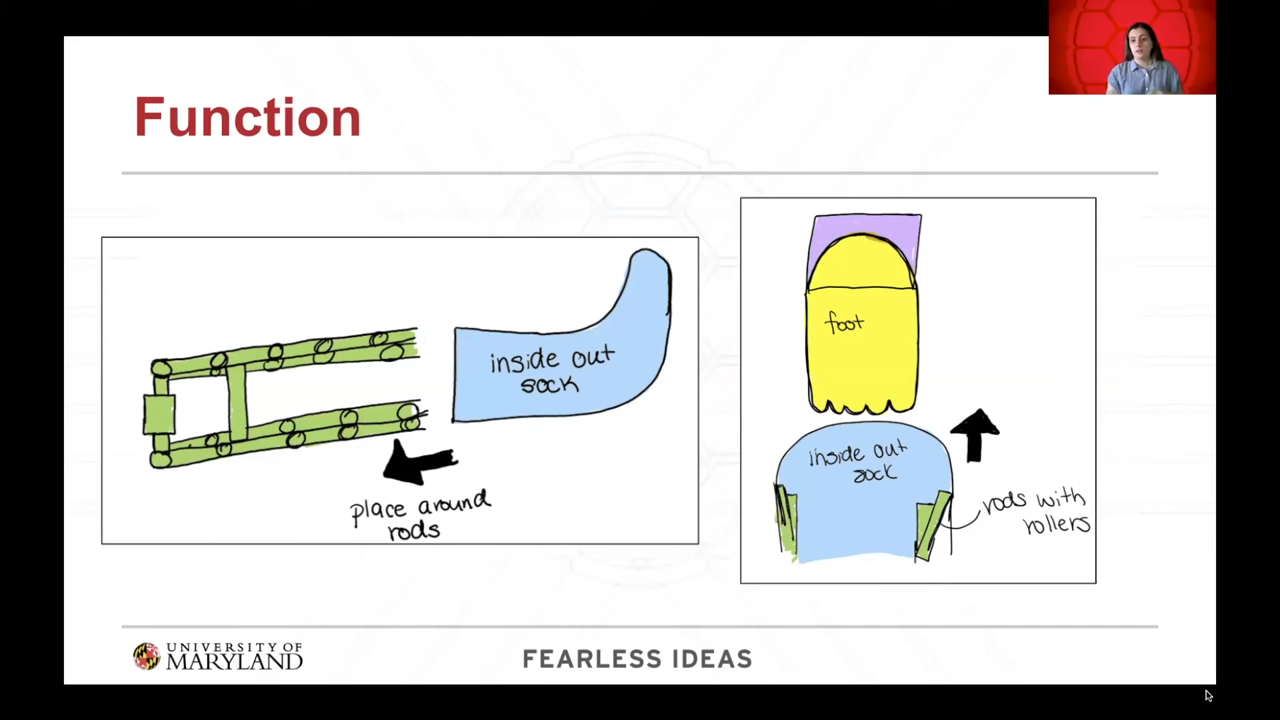 Function
inside out
sock
place around
rods
foot
inside out
sock
rods with
rollers
UNIVERSITY OF
MARYLAND
FEARLESS IDEAS